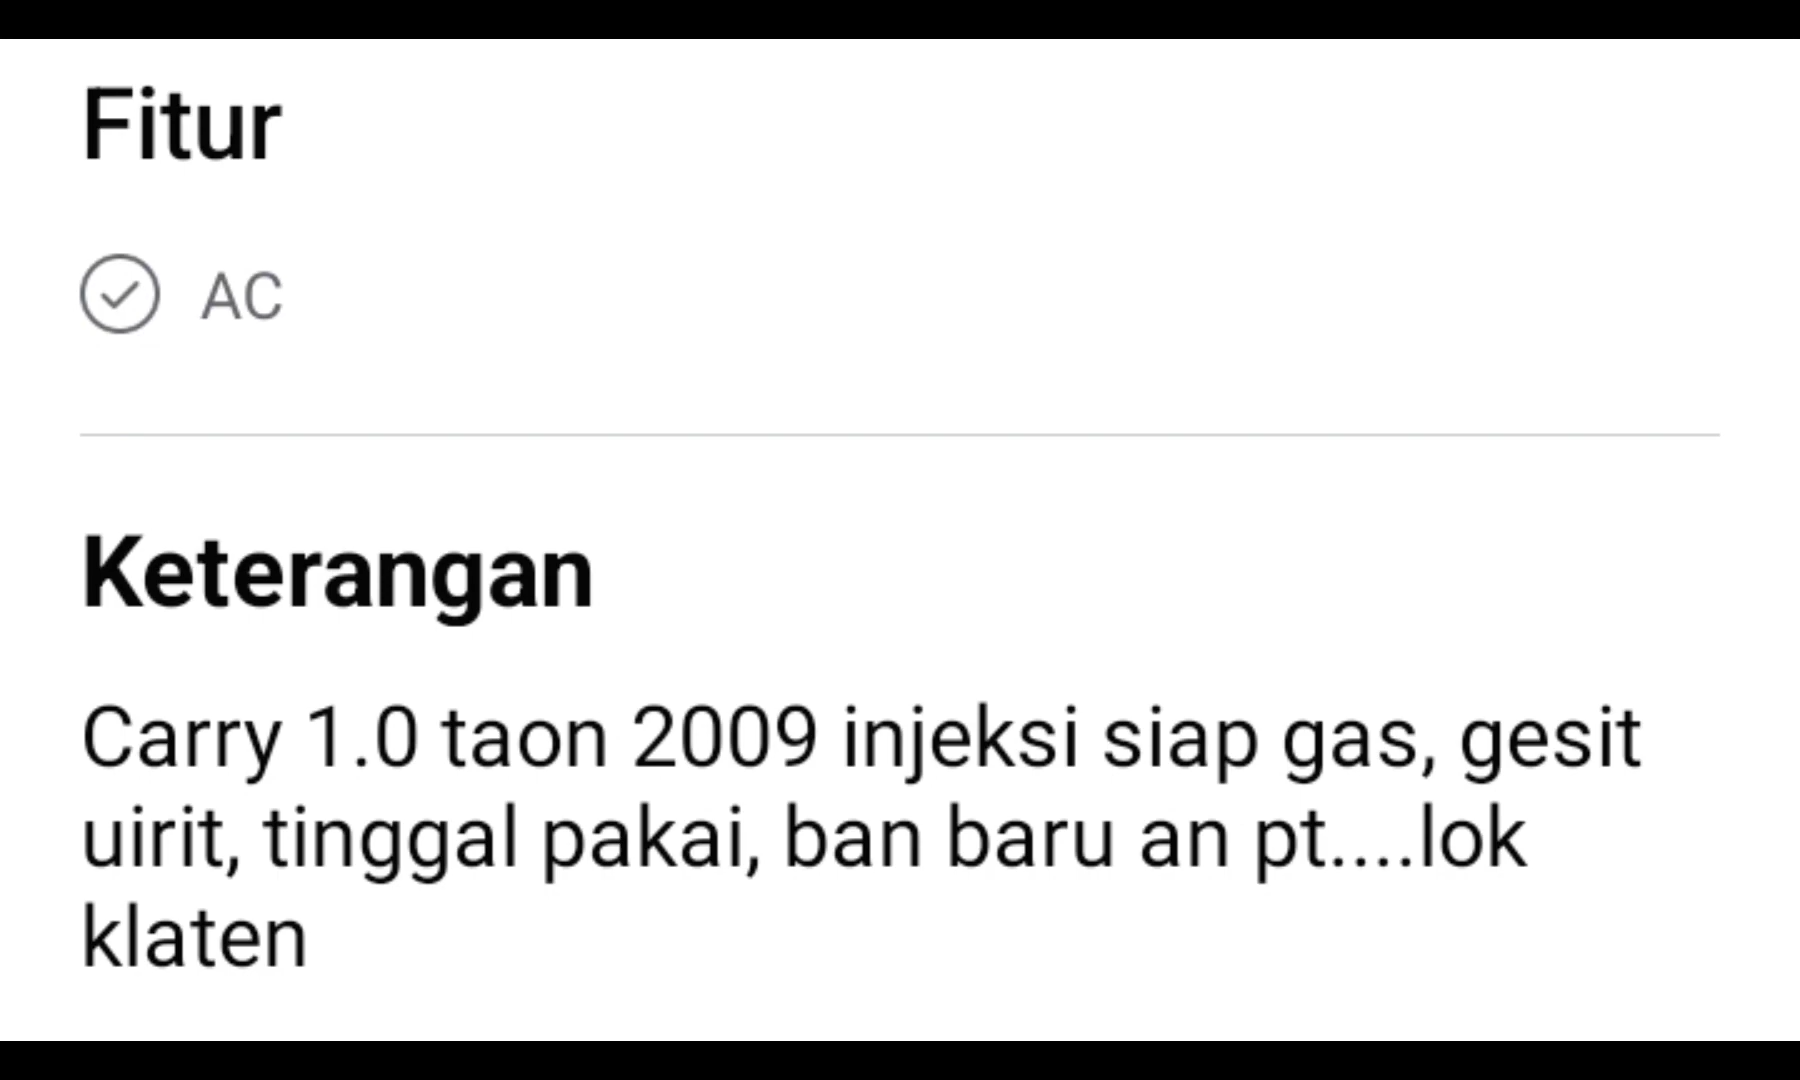 Fitur
AC
Keterangan
Carry 1.0 taon 2009 injeksi siap gas, gesit
uirit, tinggal pakai, ban baru an pt....lok
klaten